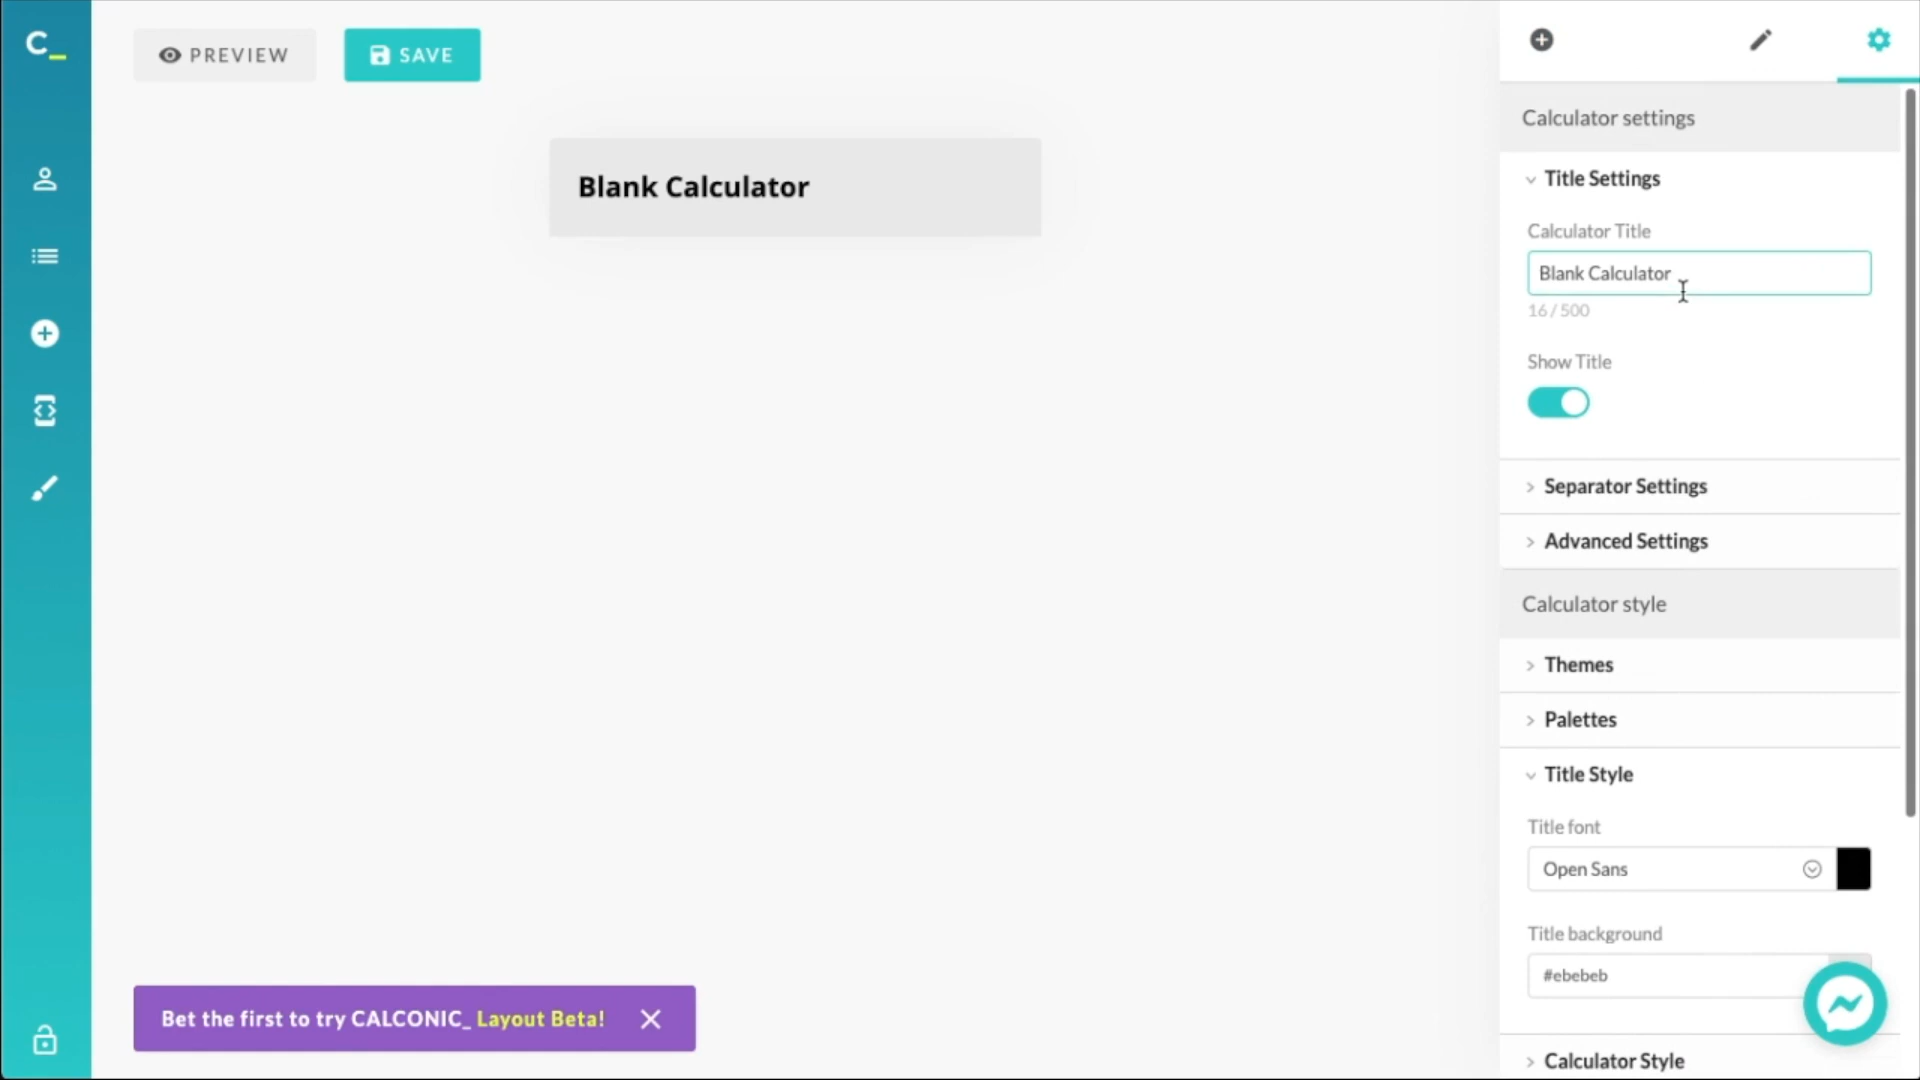 C_
PREVIEW
SAVE
Blank Calculator
Calculator settings
Title Settings
Calculator Title
Blank Calculator
16 / 500
Show Title
Separator Settings
Advanced Settings
Calculator style
Themes
Palettes
Title Style
Title font
Open Sans
Title background
#ebebeb
Calculator Style
Bet the first to try CALCONIC_ Layout Beta!